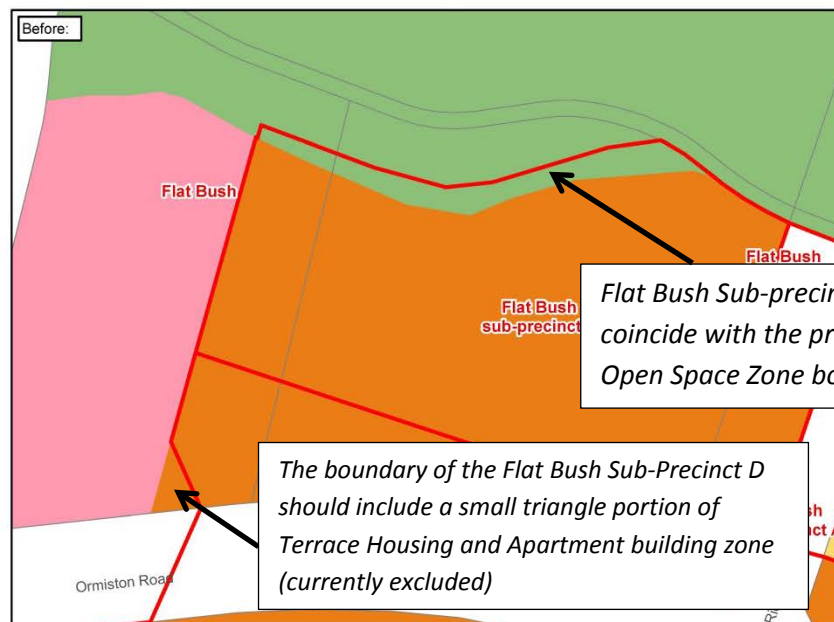 Before:
Flat Bush
Flat Bush
Flat Bush
sub-precinct
Flat Bush Sub-precin
coincide with the pr
Open Space Zone bo
The boundary of the Flat Bush Sub-Precinct D
should include a small triangle portion of
Terrace Housing and Apartment building zone
(currently excluded)
Ormiston Road